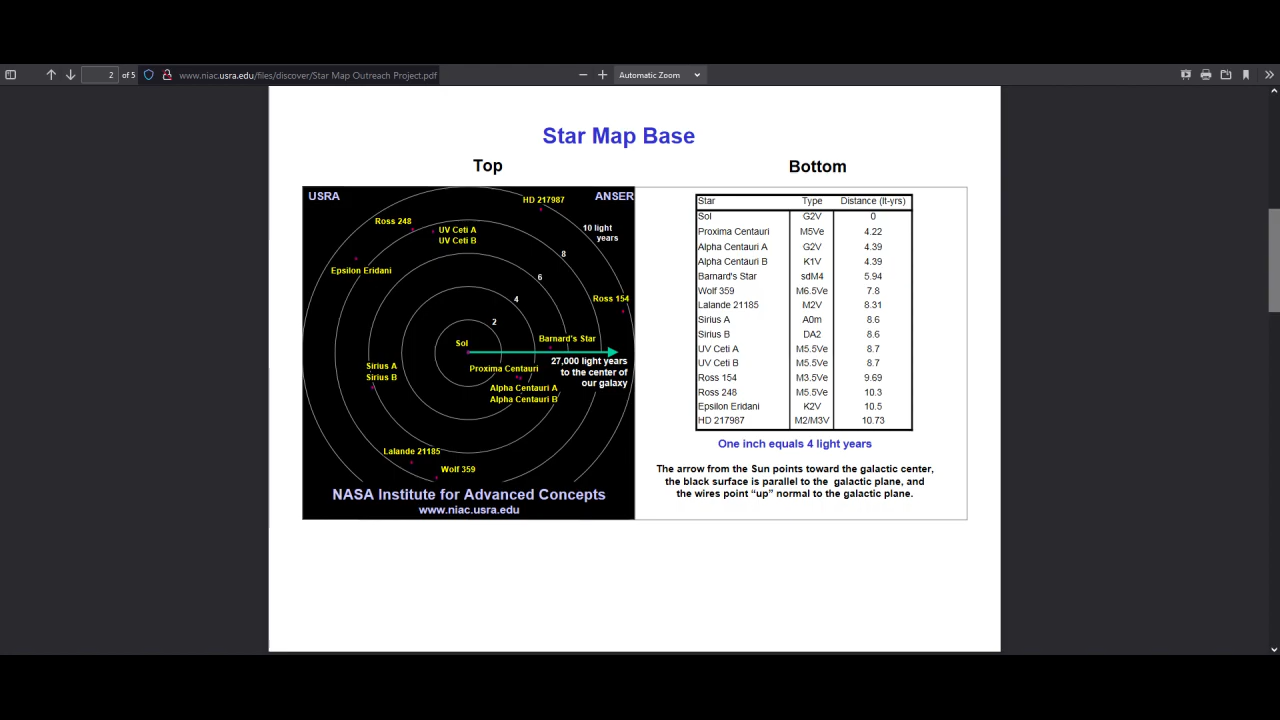 2 of 5 www.niac.usra.edu/files/discover/Star Map Outreach Project.pdf Automatic Zoom
Star Map Base
Top
USRA
ANSER
HD 217987
Ross 248
UV Ceti A
UV Ceti B
10 light
years
8
Epsilon Eridani
6
4
Ross 154
2
Sol
Barnard's Star
27,000 light years
to the center of
our galaxy
Proxima Centauri
Sirius A
Sirius B
Alpha Centauri A
Alpha Centauri B
Lalande 21185
Wolf 359
NASA Institute for Advanced Concepts
www.niac.usra.edu
Bottom
Star Type Distance (lt-yrs)
Sol G2V 0
Proxima Centauri M5Ve 4.22
Alpha Centauri A G2V 4.39
Alpha Centauri B K1V 4.39
Barnard's Star sdM4 5.94
Wolf 359 M6.5Ve 7.8
Lalande 21185 M2V 8.31
Sirius A A0m 8.6
Sirius B DA2 8.6
UV Ceti A M5.5Ve 8.7
UV Ceti B M5.5Ve 8.7
Ross 154 M3.5Ve 9.69
Ross 248 M5.5Ve 10.3
Epsilon Eridani K2V 10.5
HD 217987 M2/M3V 10.73
One inch equals 4 light years
The arrow from the Sun points toward the galactic center,
the black surface is parallel to the galactic plane, and
the wires point “up” normal to the galactic plane.